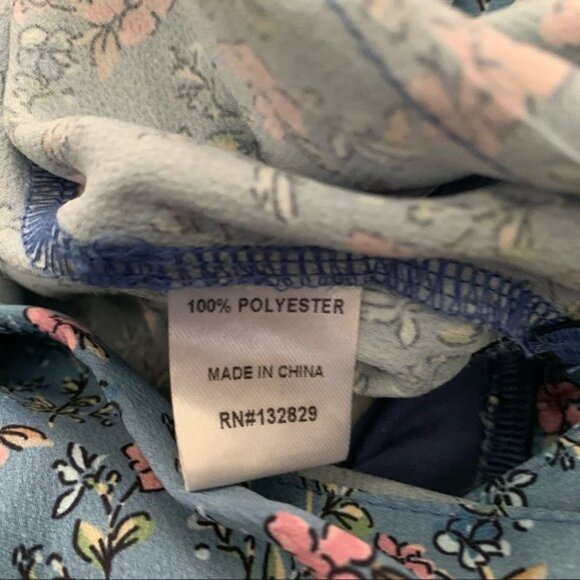 100% POLYESTER
MADE IN CHINA
RN#132829